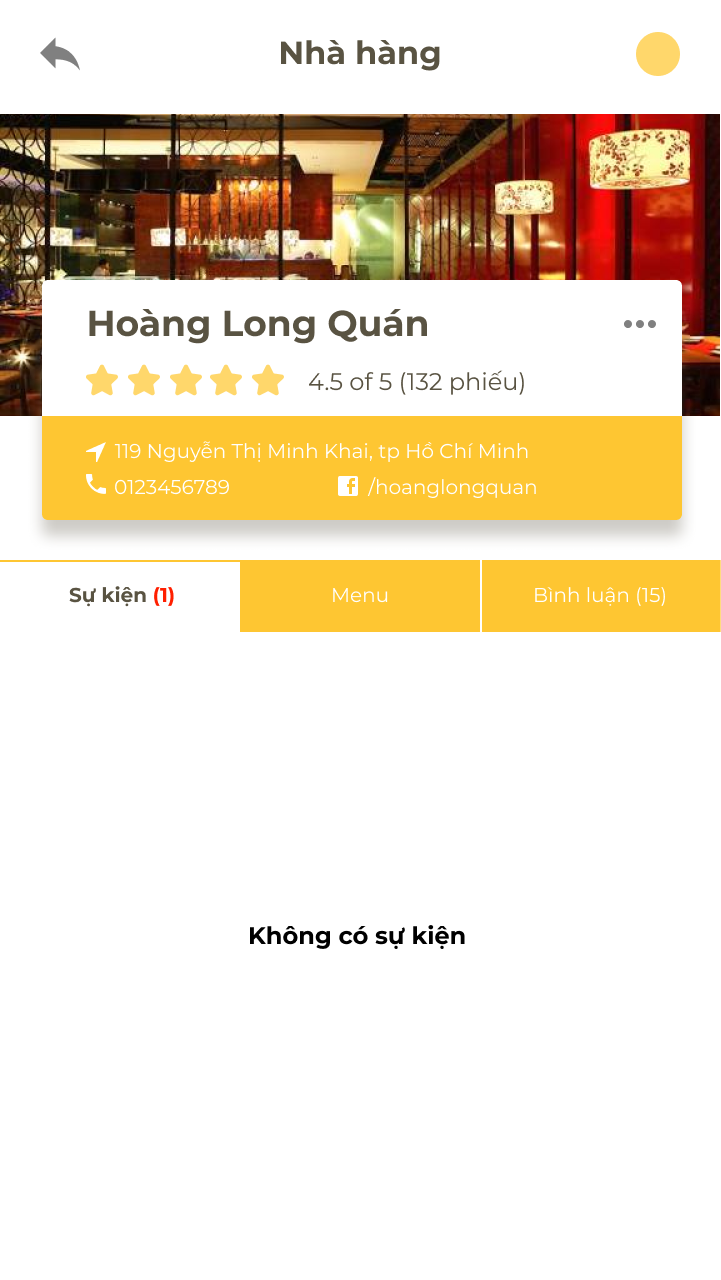 Nhà hàng
Hoàng Long Quán
4.5 of 5 (132 phiếu)
119 Nguyễn Thị Minh Khai, tp Hồ Chí Minh
0123456789 /hoanglongquan
Sự kiện (1) Menu Bình luận (15)
Không có sự kiện